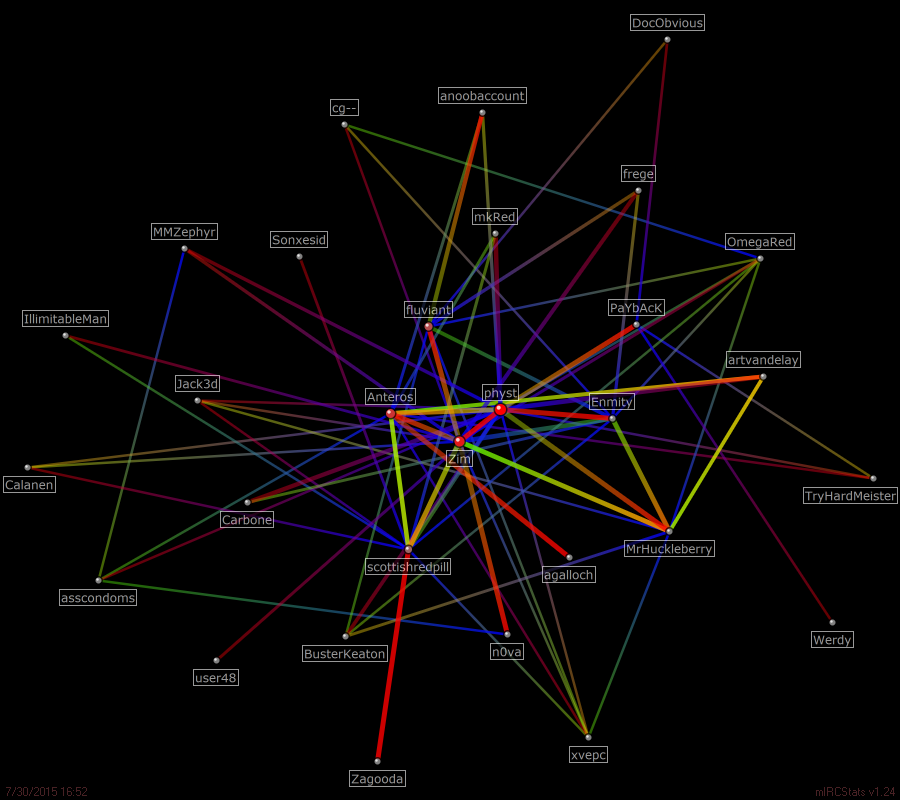 DocObvious
anoobaccount
cg--
frege
mkRed
MMZephyr
Sonxesid
OmegaRed
fluviant
PaYbAcK
IllimitableMan
artvandelay
Jack3d
Anteros
physt
Enmity
Zim
Calanen
TryHardMeister
Carbone
MrHuckleberry
scottishredpill
agalloch
asscondoms
Werdy
BusterKeaton
n0va
user48
xvepc
Zagooda
7/30/2015 16:52
mIRCStats v1.24